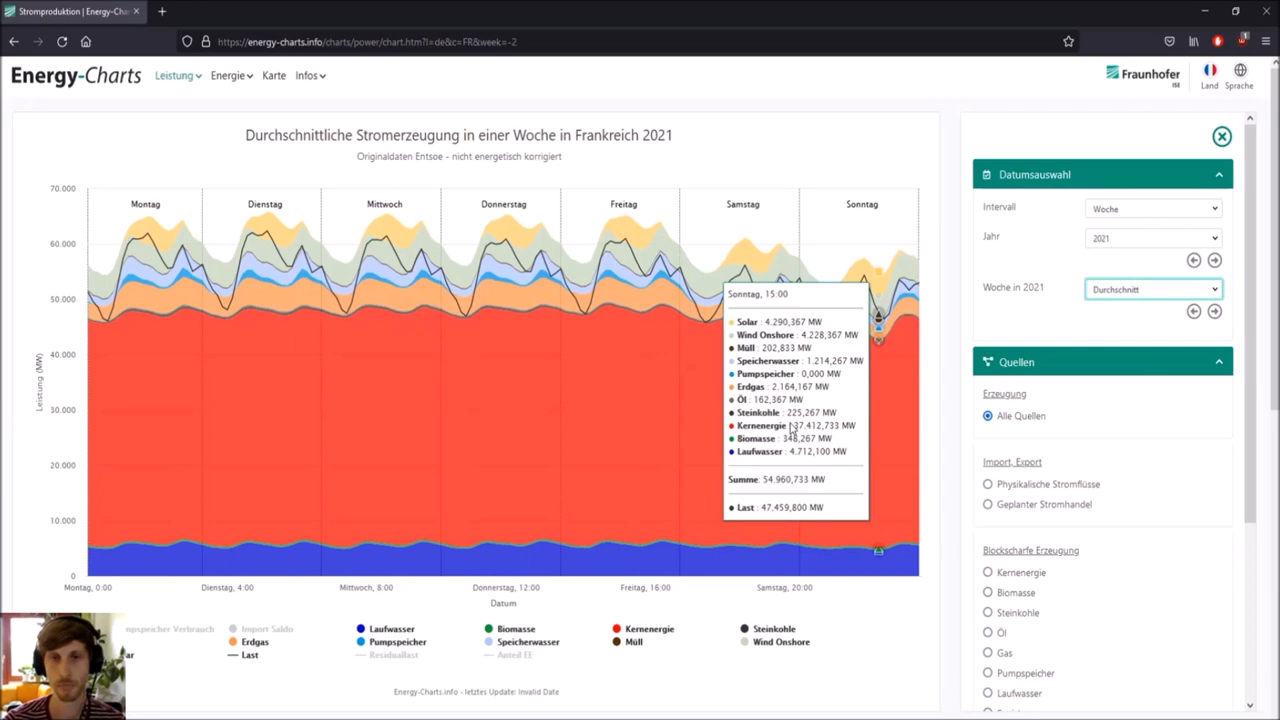 Stromproduktion | Energy-Char
https://energy-charts.info/charts/power/chart.htm?l=de&c=FR&week=-2
Energy-Charts
Leistung
Energie
Karte
Infos
Fraunhofer
ISE
Land
Sprache
Durchschnittliche Stromerzeugung in einer Woche in Frankreich 2021
Originaldaten Entsoe - nicht energetisch korrigiert
70.000
60.000
50.000
40.000
30.000
20.000
10.000
0
Leistung (MW)
Montag
Dienstag
Mittwoch
Donnerstag
Freitag
Samstag
Sonntag
Sonntag, 15:00
Solar : 4.290,367 MW
Wind Onshore : 4.228,367 MW
Müll : 202,833 MW
Speicherwasser : 1.214,267 MW
Pumpspeicher : 0,000 MW
Erdgas : 2.164,167 MW
Öl : 162,367 MW
Steinkohle : 225,267 MW
Kernenergie : 37.412,733 MW
Biomasse : 348,267 MW
Laufwasser : 4.712,100 MW
Summe: 54.960,733 MW
Last : 47.459,800 MW
Montag, 0:00
Dienstag, 4:00
Mittwoch, 8:00
Donnerstag, 12:00
Freitag, 16:00
Samstag, 20:00
Datum
mpspeicher Verbrauch
Import Saldo
Laufwasser
Biomasse
Kernenergie
Steinkohle
Erdgas
Pumpspeicher
Speicherwasser
Müll
Wind Onshore
ar
Last
Residuallast
Anteil EE
Energy-Charts.info - letztes Update: Invalid Date
Datumsauswahl
Intervall
Woche
Jahr
2021
Woche in 2021
Durchschnitt
Quellen
Erzeugung
Alle Quellen
Import, Export
Physikalische Stromflüsse
Geplanter Stromhandel
Blockscharfe Erzeugung
Kernenergie
Biomasse
Steinkohle
Öl
Gas
Pumpspeicher
Laufwasser